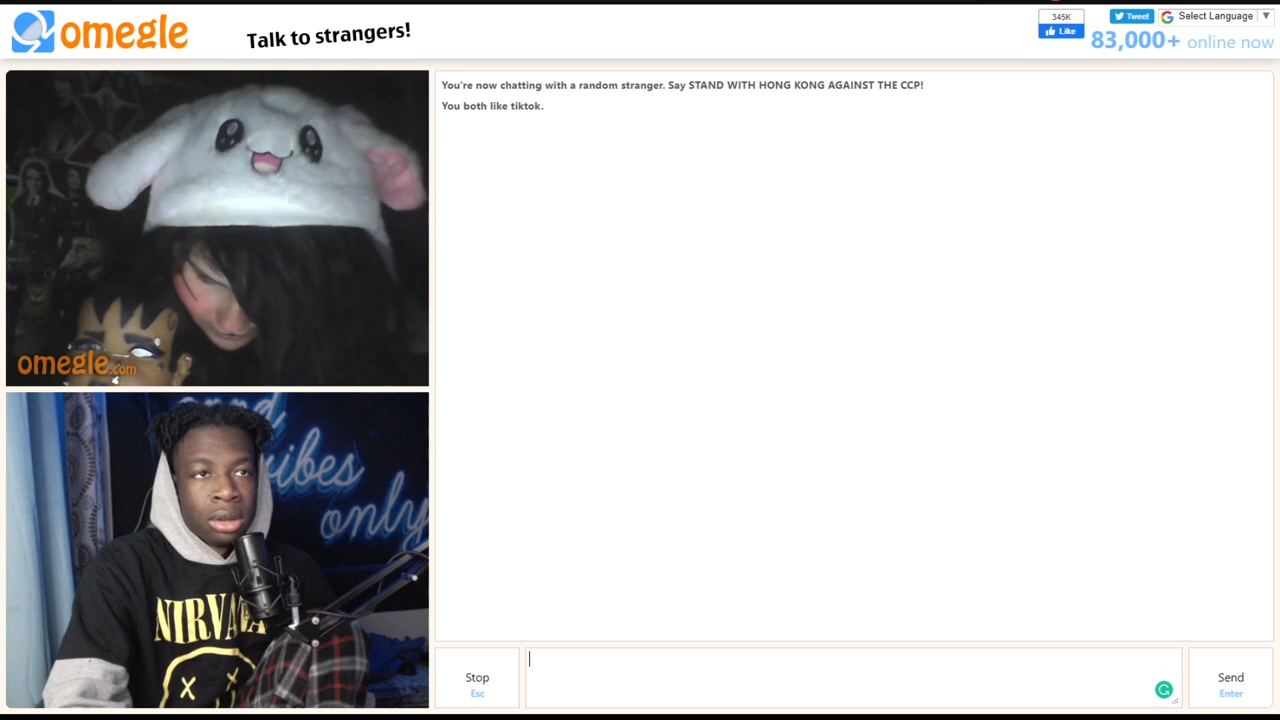 omegle
Talk to strangers!
345K
Like
Tweet
Select Language
83,000+ online now
omegle.com
You're now chatting with a random stranger. Say STAND WITH HONG KONG AGAINST THE CCP!
You both like tiktok.
good
vibes
only
NIRVANA
Stop
Esc
Send
Enter